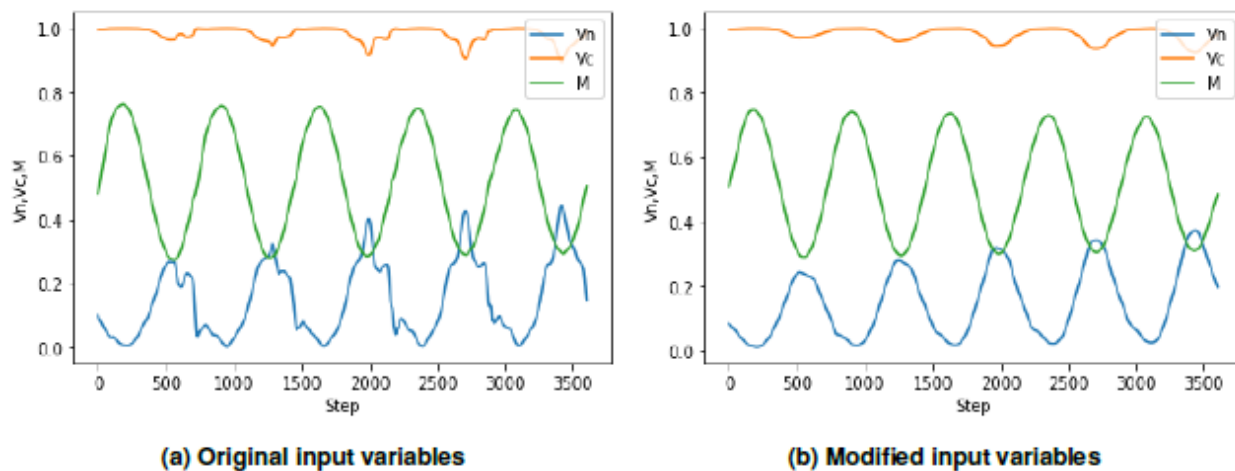 1.0
0.8
0.6
0.4
0.2
0.0
Vn,Vc,M
0 500 1000 1500 2000 2500 3000 3500
Step
Vn
Vc
M
(a) Original input variables
1.0
0.8
0.6
0.4
0.2
0.0
Vn,Vc,M
0 500 1000 1500 2000 2500 3000 3500
Step
Vn
Vc
M
(b) Modified input variables